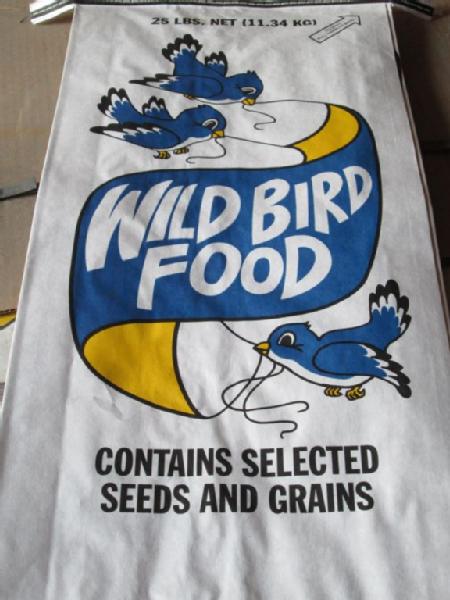 25 LBS. NET (11.34 KG)
WILD BIRD
FOOD
CONTAINS SELECTED
SEEDS AND GRAINS